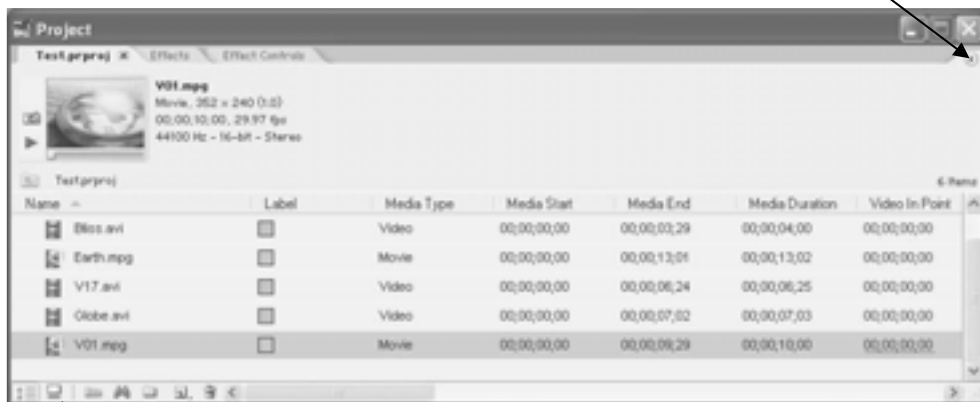 Project
Test.prproj Effects Effect Controls
V01.mpg
Movie, 352 x 240 (1.0)
00;00;10;00, 29.97 fps
44100 Hz - 16-bit - Stereo
Test.prproj 6 Items
Name Label Media Type Media Start Media End Media Duration Video In Point
Bliss.avi Video 00;00;00;00 00;00;03;29 00;00;04;00 00;00;00;00
Earth.mpg Movie 00;00;00;00 00;00;13;01 00;00;13;02 00;00;00;00
V17.avi Video 00;00;00;00 00;00;06;24 00;00;06;25 00;00;00;00
Globe.avi Video 00;00;00;00 00;00;07;02 00;00;07;03 00;00;00;00
V01.mpg Movie 00;00;00;00 00;00;09;29 00;00;10;00 00;00;00;00